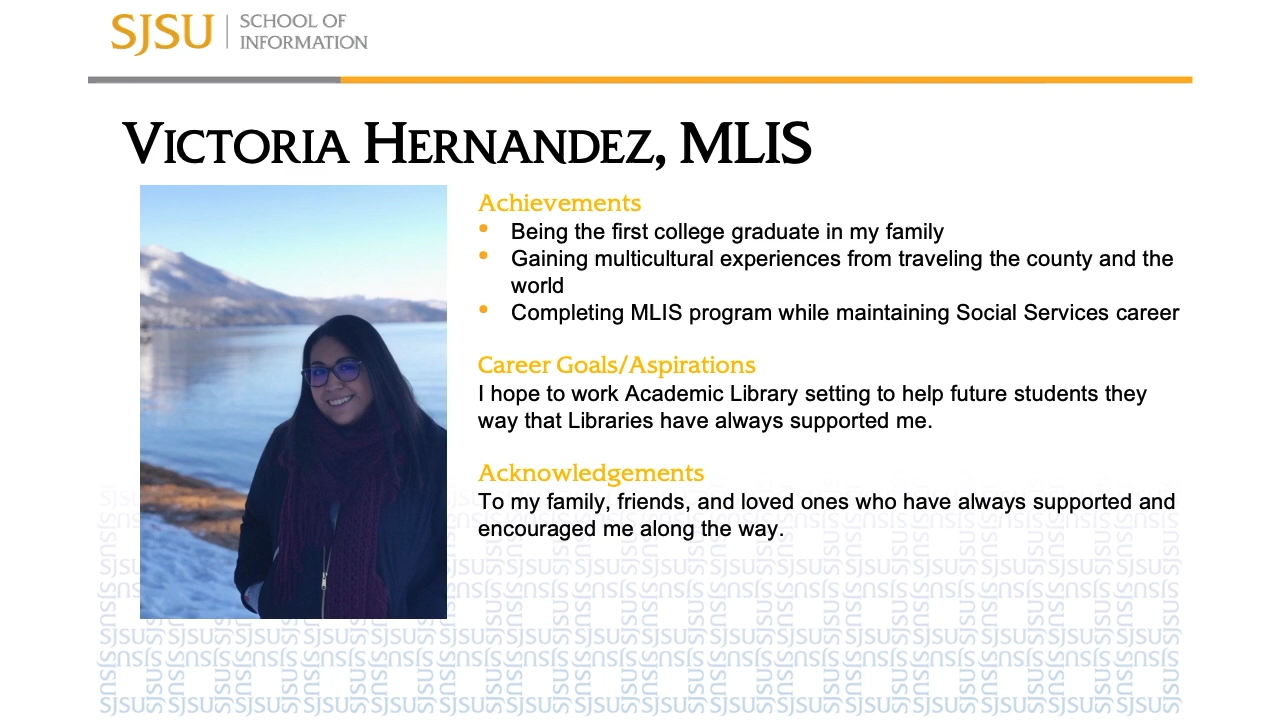 SJSU SCHOOL OF
INFORMATION
VICTORIA HERNANDEZ, MLIS
Achievements
• Being the first college graduate in my family
• Gaining multicultural experiences from traveling the county and the
world
• Completing MLIS program while maintaining Social Services career
Career Goals/Aspirations
I hope to work Academic Library setting to help future students they
way that Libraries have always supported me.
Acknowledgements
To my family, friends, and loved ones who have always supported and
encouraged me along the way.